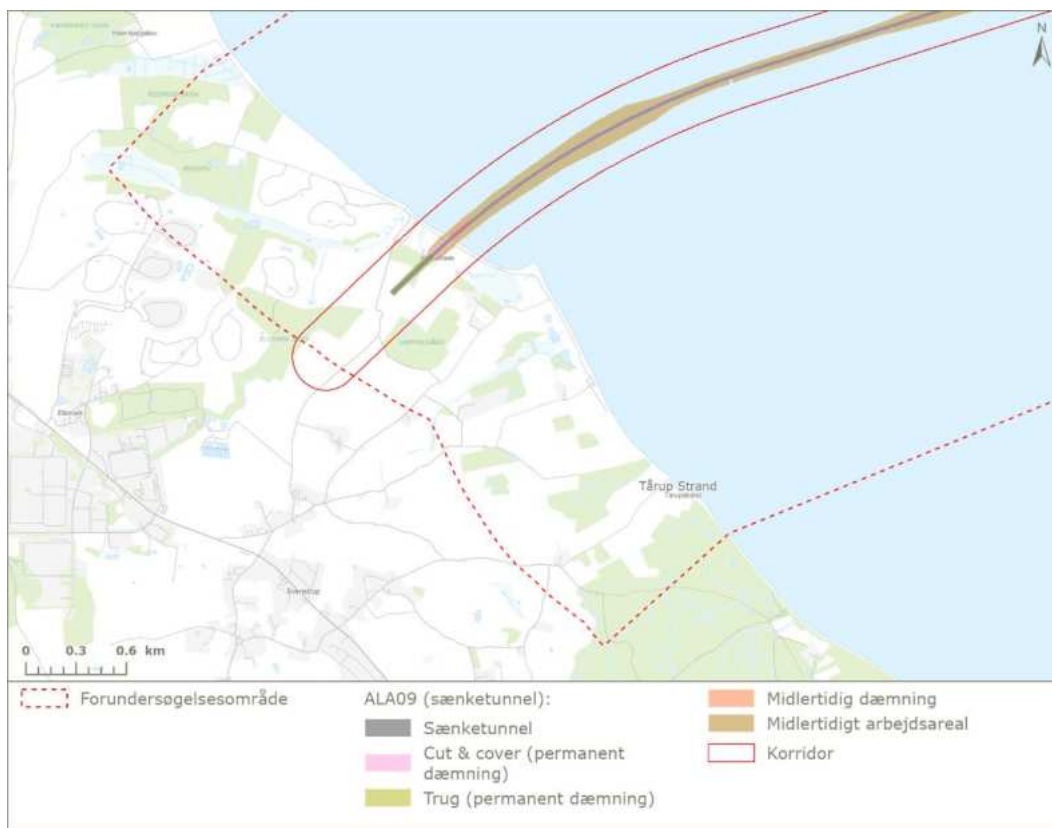 N
Tårup Strand
0 0.3 0.6 km
Forundersøgelsesområde
ALA09 (sænketunnel):
Sænketunnel
Cut & cover (permanent
dæmning)
Trug (permanent dæmning)
Midlertidig dæmning
Midlertidigt arbejdsareal
Korridor